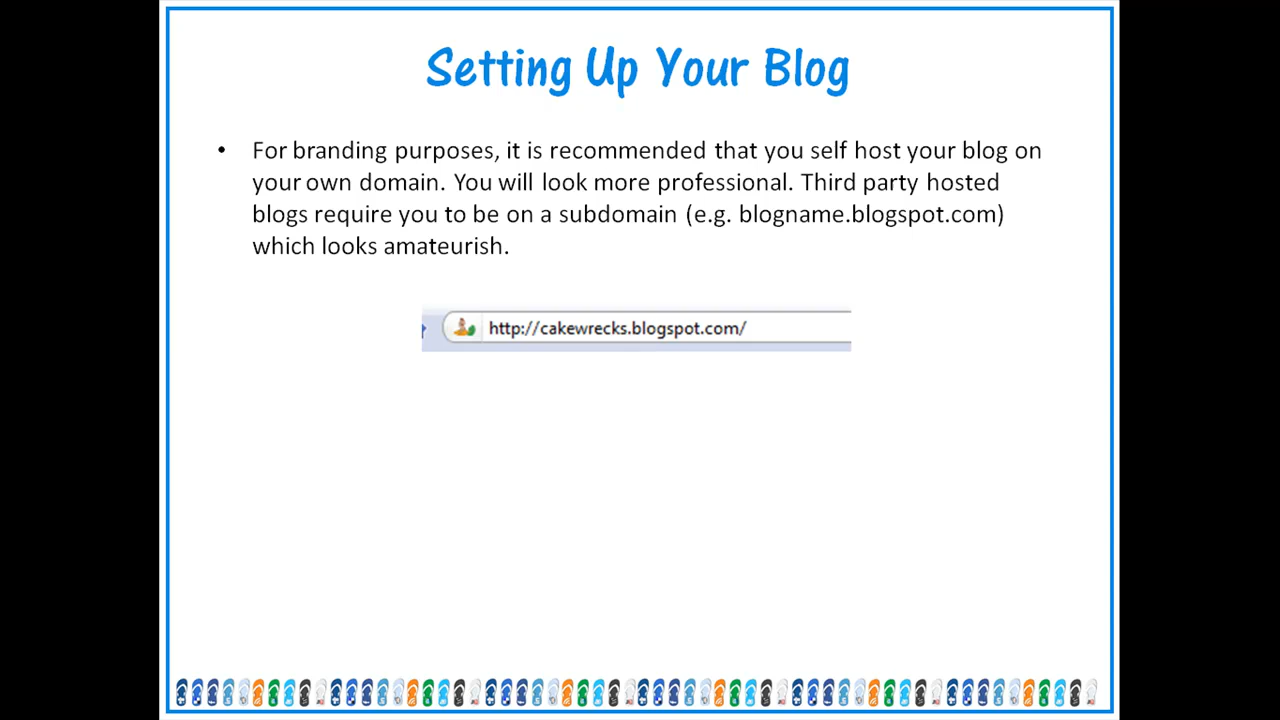 Setting Up Your Blog
• For branding purposes, it is recommended that you self host your blog on
your own domain. You will look more professional. Third party hosted
blogs require you to be on a subdomain (e.g. blogname.blogspot.com)
which looks amateurish.
http://cakewrecks.blogspot.com/